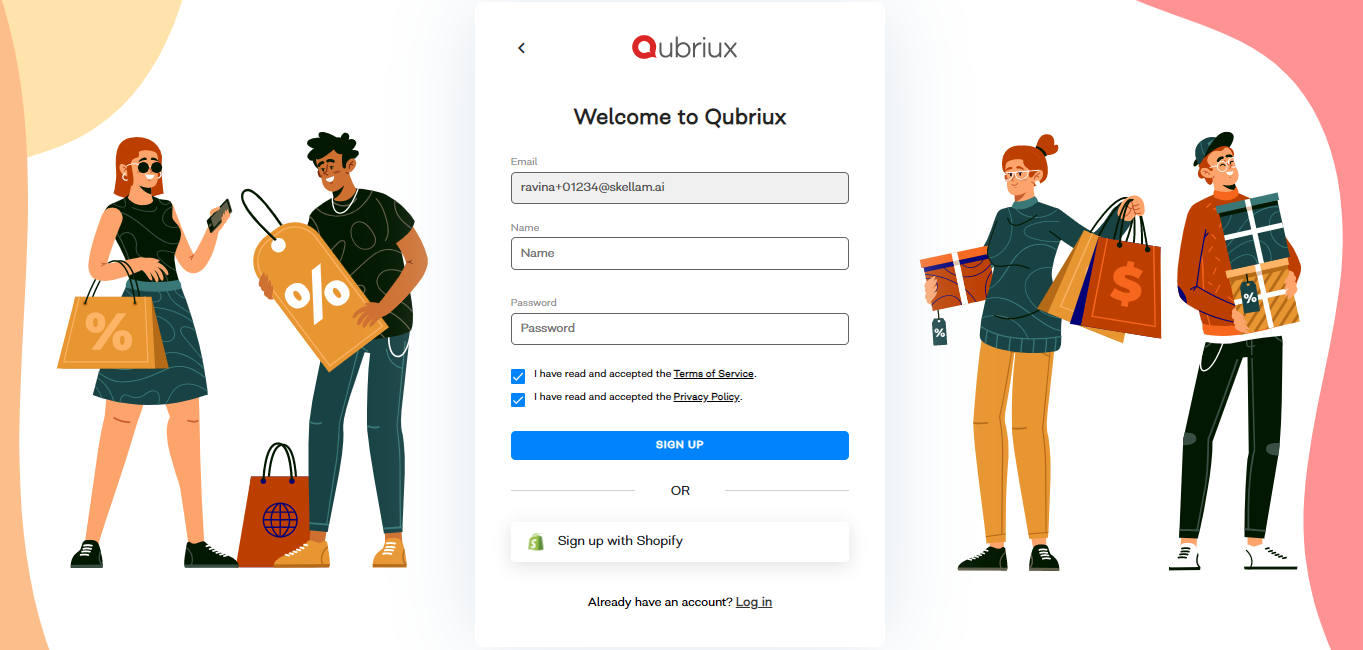 Qubriux
Welcome to Qubriux
Email
ravina+01234@skellam.ai
Name
Name
Password
Password
I have read and accepted the Terms of Service.
I have read and accepted the Privacy Policy.
SIGN UP
OR
Sign up with Shopify
Already have an account? Log in
%
%
%
$
%